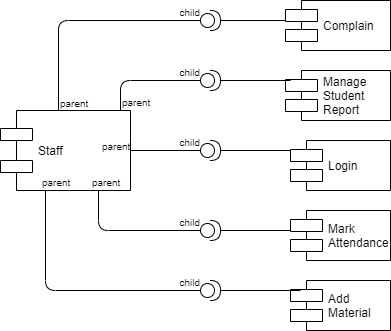 child
Complain
child
Manage
Student
Report
parent
parent
child
parent
Staff
Login
parent
parent
child
Mark
Attendance
child
Add
Material